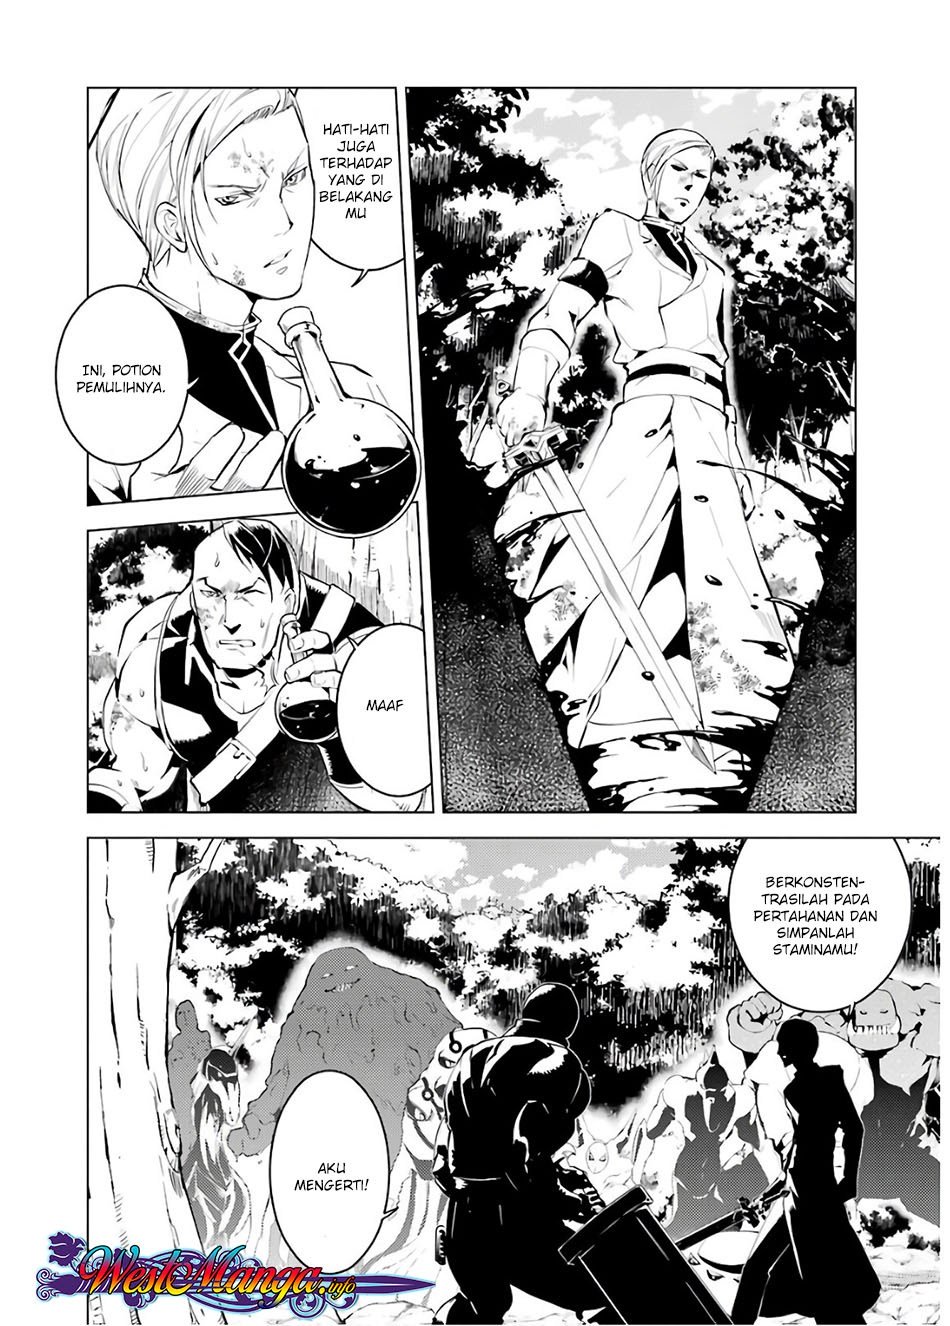 HATI-HATI
JUGA
TERHADAP
YANG DI
BELAKANG
MU
INI, POTION
PEMULIHNYA.
MAAF
BERKONSTEN-
TRASILAH PADA
PERTAHANAN DAN
SIMPANLAH
STAMINAMU!
AKU
MENGERTI!
WestManga.info